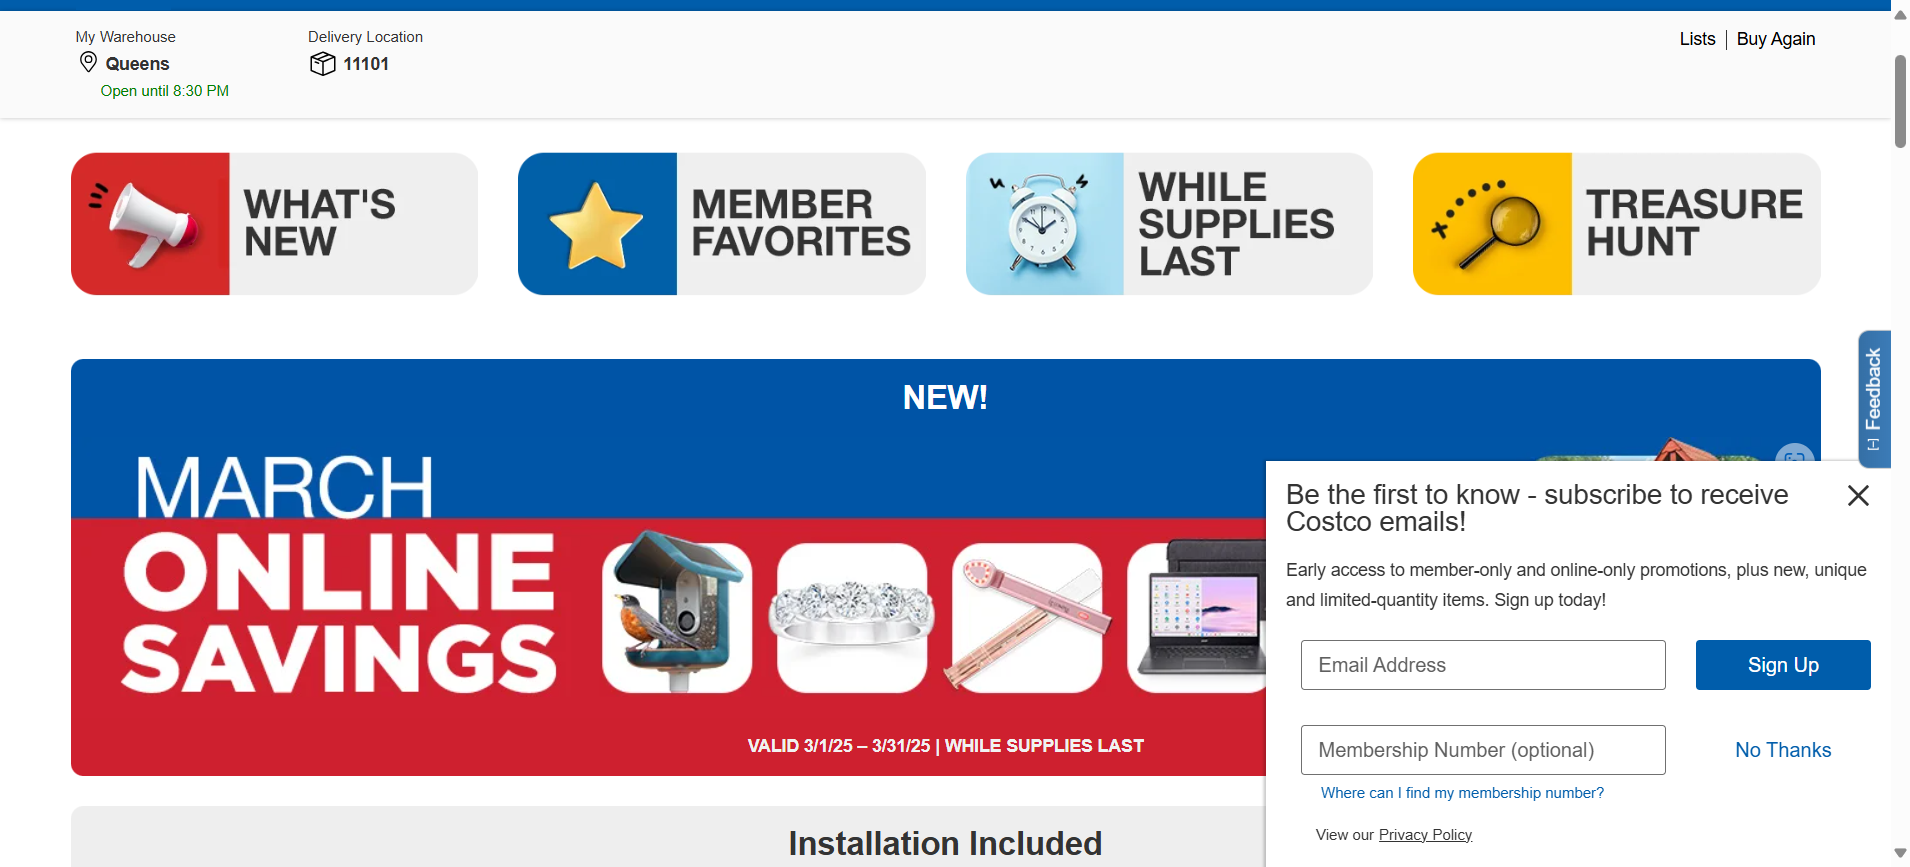 My Warehouse
Queens
Open until 8:30 PM
Delivery Location
11101
Lists
Buy Again
WHAT'S
NEW
MEMBER
FAVORITES
WHILE
SUPPLIES
LAST
TREASURE
HUNT
[-] Feedback
NEW!
MARCH
ONLINE
SAVINGS
VALID 3/1/25 – 3/31/25 | WHILE SUPPLIES LAST
Installation Included
Be the first to know - subscribe to receive
Costco emails!
Early access to member-only and online-only promotions, plus new, unique
and limited-quantity items. Sign up today!
Email Address
Sign Up
Membership Number (optional)
No Thanks
Where can I find my membership number?
View our Privacy Policy